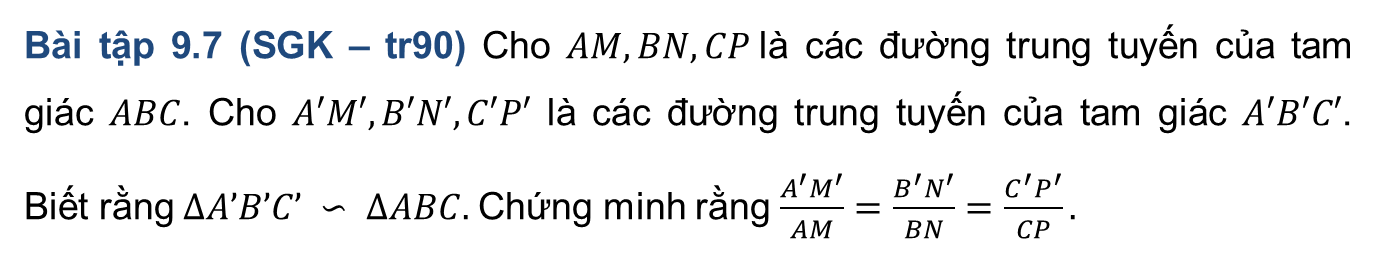 Bài tập 9.7 (SGK – tr90) Cho AM, BN, CP là các đường trung tuyến của tam
giác ABC. Cho A′M′, B′N′, C′P′ là các đường trung tuyến của tam giác A′B′C′.
Biết rằng ΔA’B’C’ ∽ ΔABC. Chứng minh rằng A′M′/AM = B′N′/BN = C′P′/CP.